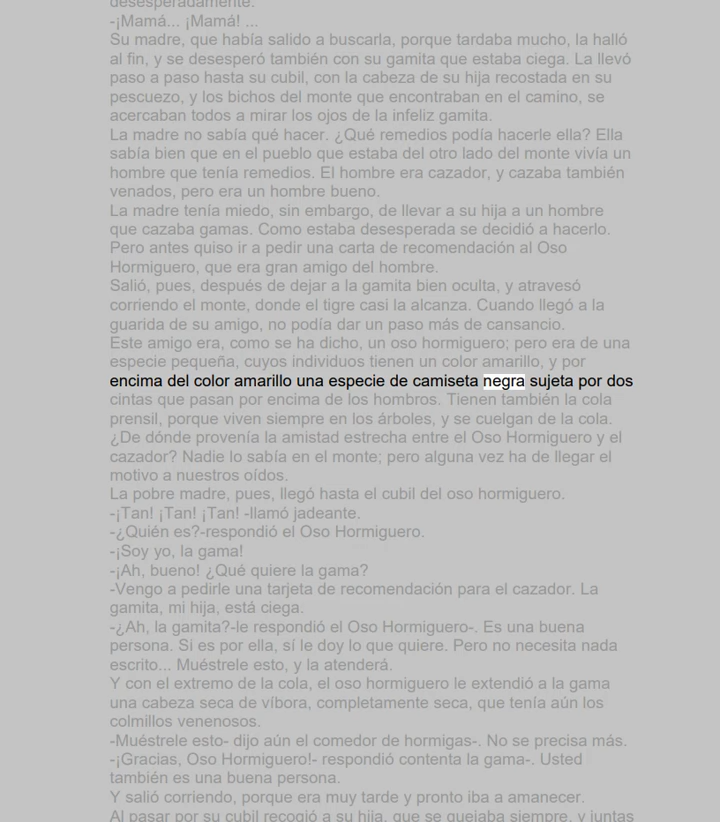 desesperadamente.
-¡Mamá... ¡Mamá! ...
Su madre, que había salido a buscarla, porque tardaba mucho, la halló
al fin, y se desesperó también con su gamita que estaba ciega. La llevó
paso a paso hasta su cubil, con la cabeza de su hija recostada en su
pescuezo, y los bichos del monte que encontraban en el camino, se
acercaban todos a mirar los ojos de la infeliz gamita.
La madre no sabía qué hacer. ¿Qué remedios podía hacerle ella? Ella
sabía bien que en el pueblo que estaba del otro lado del monte vivía un
hombre que tenía remedios. El hombre era cazador, y cazaba también
venados, pero era un hombre bueno.
La madre tenía miedo, sin embargo, de llevar a su hija a un hombre
que cazaba gamas. Como estaba desesperada se decidió a hacerlo.
Pero antes quiso ir a pedir una carta de recomendación al Oso
Hormiguero, que era gran amigo del hombre.
Salió, pues, después de dejar a la gamita bien oculta, y atravesó
corriendo el monte, donde el tigre casi la alcanza. Cuando llegó a la
guarida de su amigo, no podía dar un paso más de cansancio.
Este amigo era, como se ha dicho, un oso hormiguero; pero era de una
especie pequeña, cuyos individuos tienen un color amarillo, y por
encima del color amarillo una especie de camiseta negra sujeta por dos
cintas que pasan por encima de los hombros. Tienen también la cola
prensil, porque viven siempre en los árboles, y se cuelgan de la cola.
¿De dónde provenía la amistad estrecha entre el Oso Hormiguero y el
cazador? Nadie lo sabía en el monte; pero alguna vez ha de llegar el
motivo a nuestros oídos.
La pobre madre, pues, llegó hasta el cubil del oso hormiguero.
-¡Tan! ¡Tan! ¡Tan! -llamó jadeante.
-¿Quién es?-respondió el Oso Hormiguero.
-¡Soy yo, la gama!
-¡Ah, bueno! ¿Qué quiere la gama?
-Vengo a pedirle una tarjeta de recomendación para el cazador. La
gamita, mi hija, está ciega.
-¿Ah, la gamita?-le respondió el Oso Hormiguero-. Es una buena
persona. Si es por ella, sí le doy lo que quiere. Pero no necesita nada
escrito... Muéstrele esto, y la atenderá.
Y con el extremo de la cola, el oso hormiguero le extendió a la gama
una cabeza seca de víbora, completamente seca, que tenía aún los
colmillos venenosos.
-Muéstrele esto- dijo aún el comedor de hormigas-. No se precisa más.
-¡Gracias, Oso Hormiguero!- respondió contenta la gama-. Usted
también es una buena persona.
Y salió corriendo, porque era muy tarde y pronto iba a amanecer.
Al pasar por su cubil recogió a su hija, que se quejaba siempre, y juntas